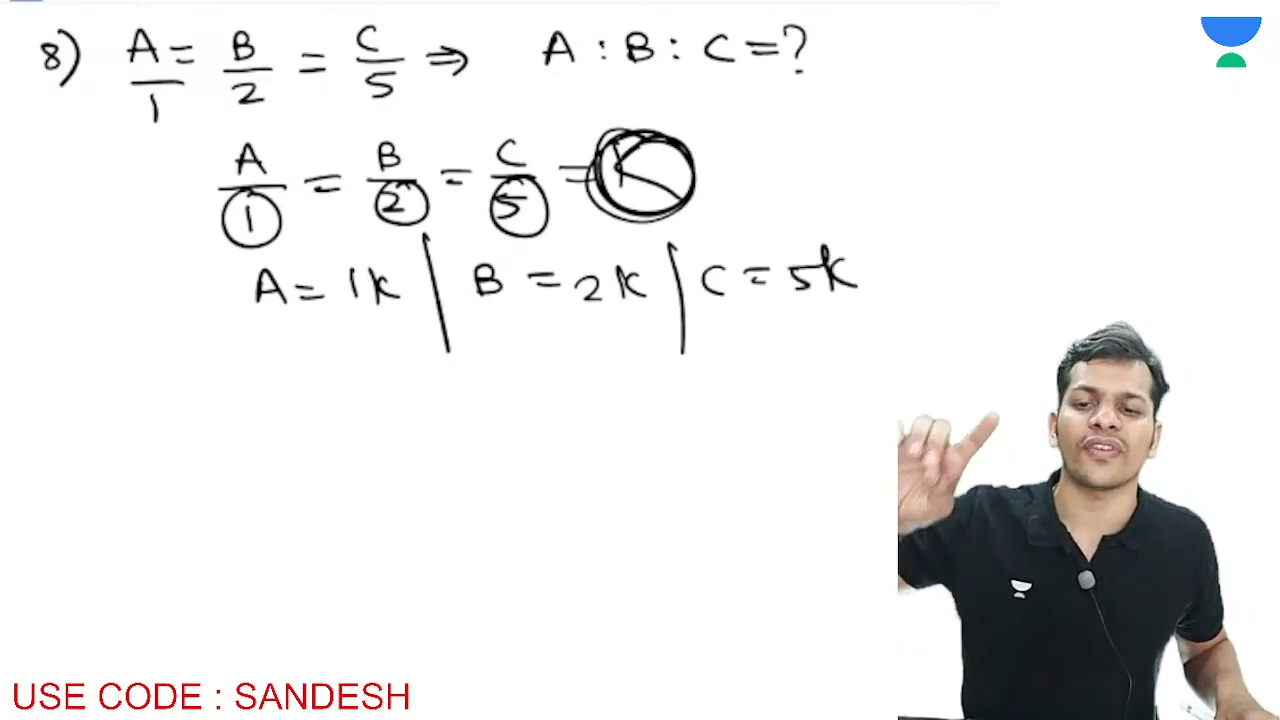 8) A/1 = B/2 = C/5 ⇒ A : B : C = ?
A/1 = B/2 = C/5 = K
A = 1K | B = 2K | C = 5K
USE CODE : SANDESH